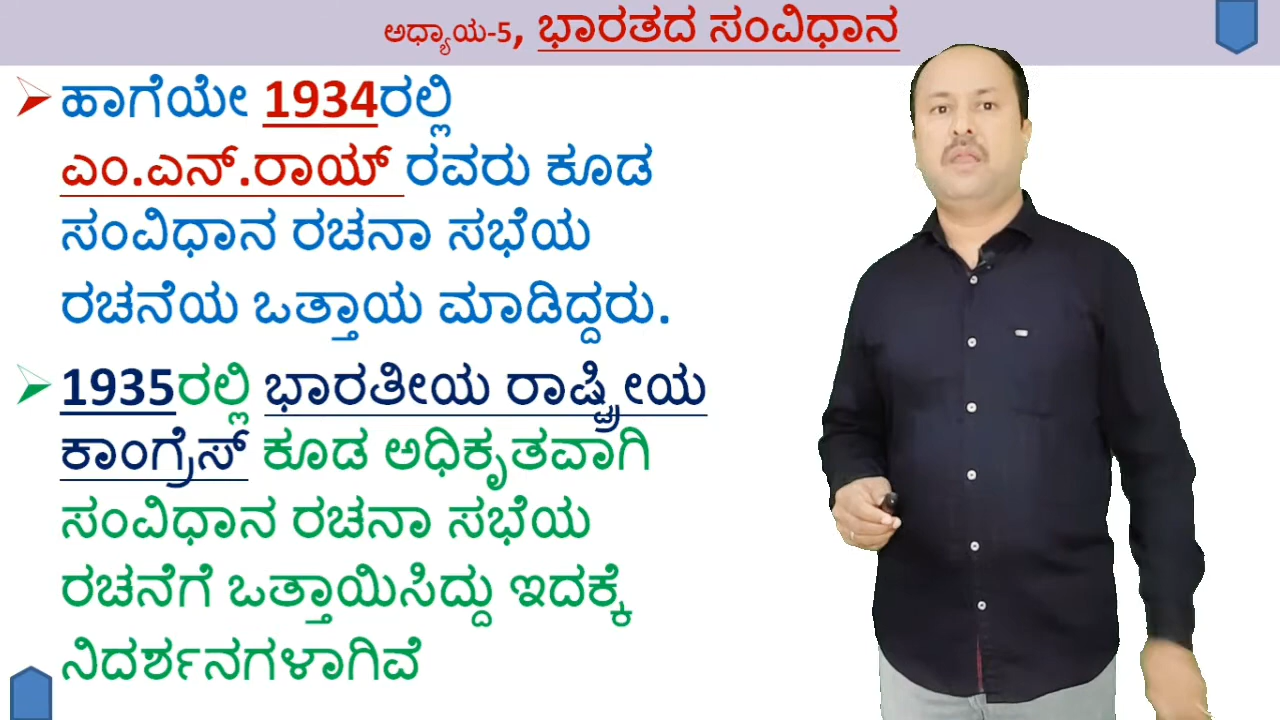 ಅಧ್ಯಾಯ-5, ಭಾರತದ ಸಂವಿಧಾನ
ಹಾಗೆಯೇ 1934ರಲ್ಲಿ
ಎಂ.ಎನ್.ರಾಯ್ ರವರು ಕೂಡ
ಸಂವಿಧಾನ ರಚನಾ ಸಭೆಯ
ರಚನೆಯ ಒತ್ತಾಯ ಮಾಡಿದ್ದರು.
1935ರಲ್ಲಿ ಭಾರತೀಯ ರಾಷ್ಟ್ರೀಯ
ಕಾಂಗ್ರೆಸ್ ಕೂಡ ಅಧಿಕೃತವಾಗಿ
ಸಂವಿಧಾನ ರಚನಾ ಸಭೆಯ
ರಚನೆಗೆ ಒತ್ತಾಯಿಸಿದ್ದು ಇದಕ್ಕೆ
ನಿದರ್ಶನಗಳಾಗಿವೆ